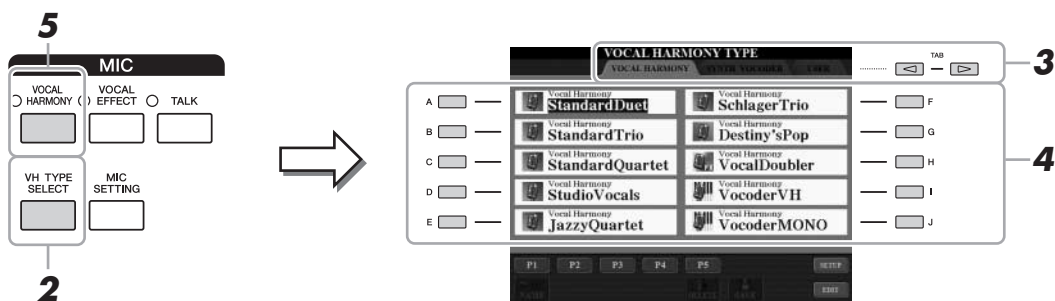 5
MIC
VOCAL HARMONY
VOCAL EFFECT
TALK
VH TYPE SELECT
MIC SETTING
2
VOCAL HARMONY TYPE
VOCAL HARMONY SYNTH VOCODER USER
TAB
3
A Vocal Harmony StandardDuet
Vocal Harmony SchlagerTrio F
B Vocal Harmony StandardTrio
Vocal Harmony Destiny'sPop G
C Vocal Harmony StandardQuartet
Vocal Harmony VocalDoubler H
D Vocal Harmony StudioVocals
Vocal Harmony VocoderVH I
E Vocal Harmony JazzyQuartet
Vocal Harmony VocoderMONO J
4
P1 P2 P3 P4 P5 SETUP
NAME DELETE SAVE EDIT